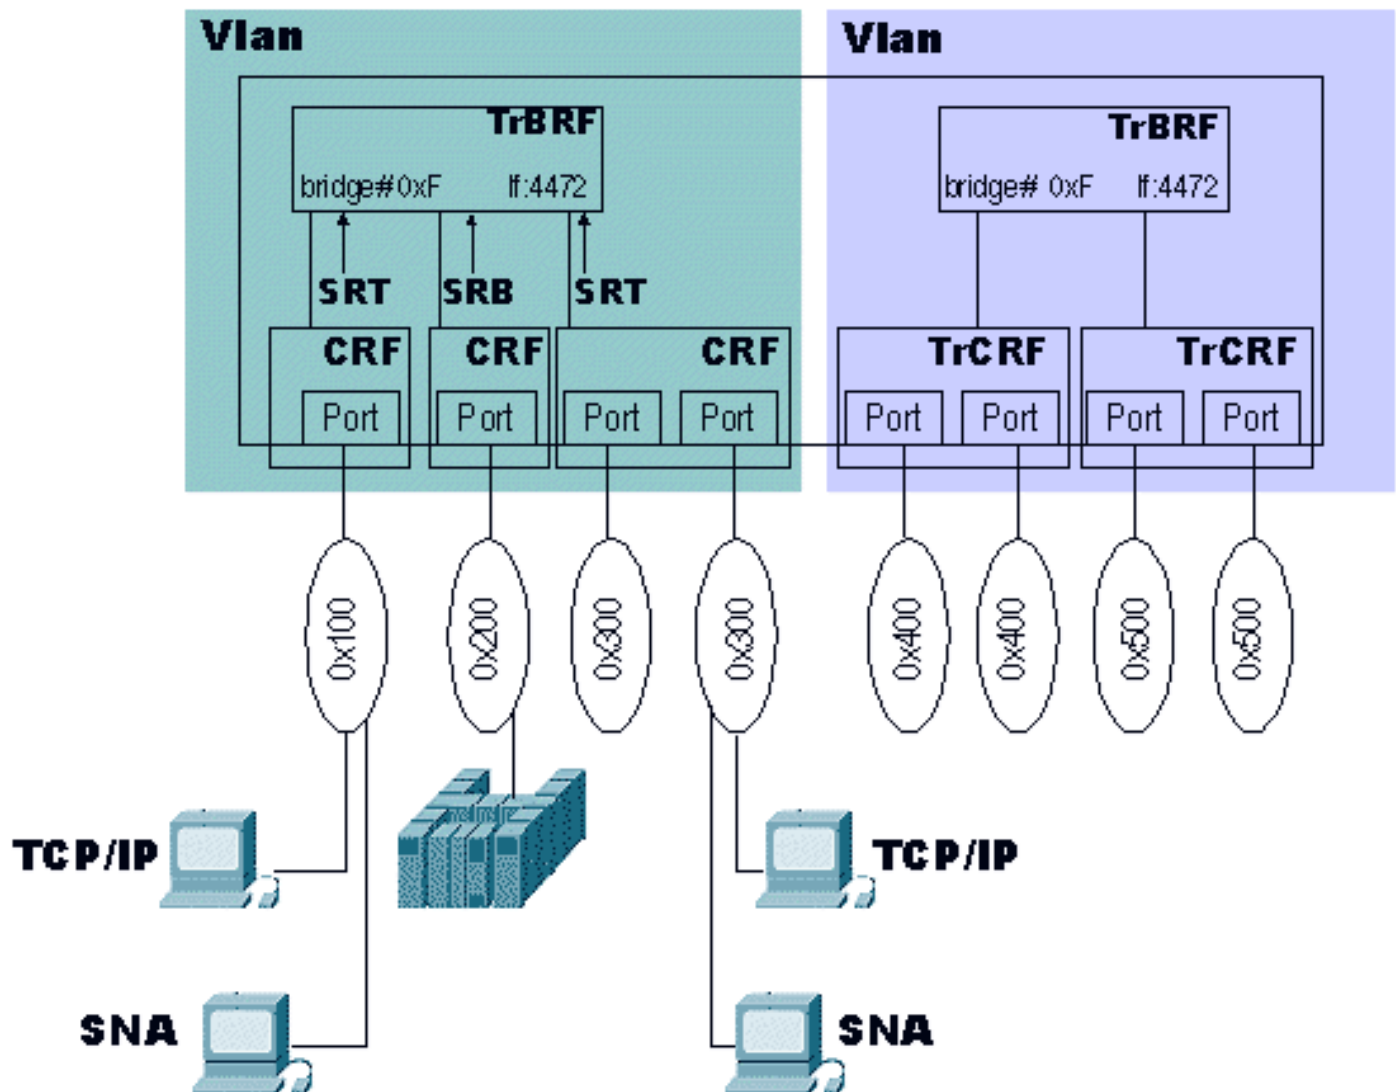 Vlan
Vlan
TrBRF
TrBRF
bridge#0xF lf:4472
bridge# 0xF lf:4472
SRT SRB SRT
CRF CRF CRF TrCRF TrCRF
Port Port Port Port Port Port Port Port
0x100 0x200 0x300 0x300 0x400 0x400 0x500 0x500
TCP/IP
TCP/IP
SNA
SNA